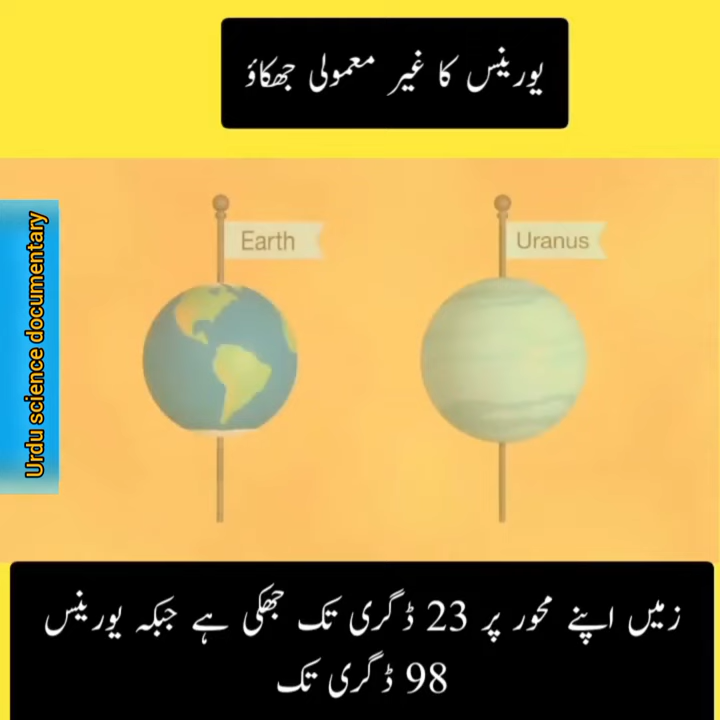 یورینس کا غیر معمولی جھکاؤ
Earth
Uranus
Urdu science documentary
زمیں اپنے محور پر 23 ڈگری تک جھکی ہے جبکہ یورینس
98 ڈگری تک